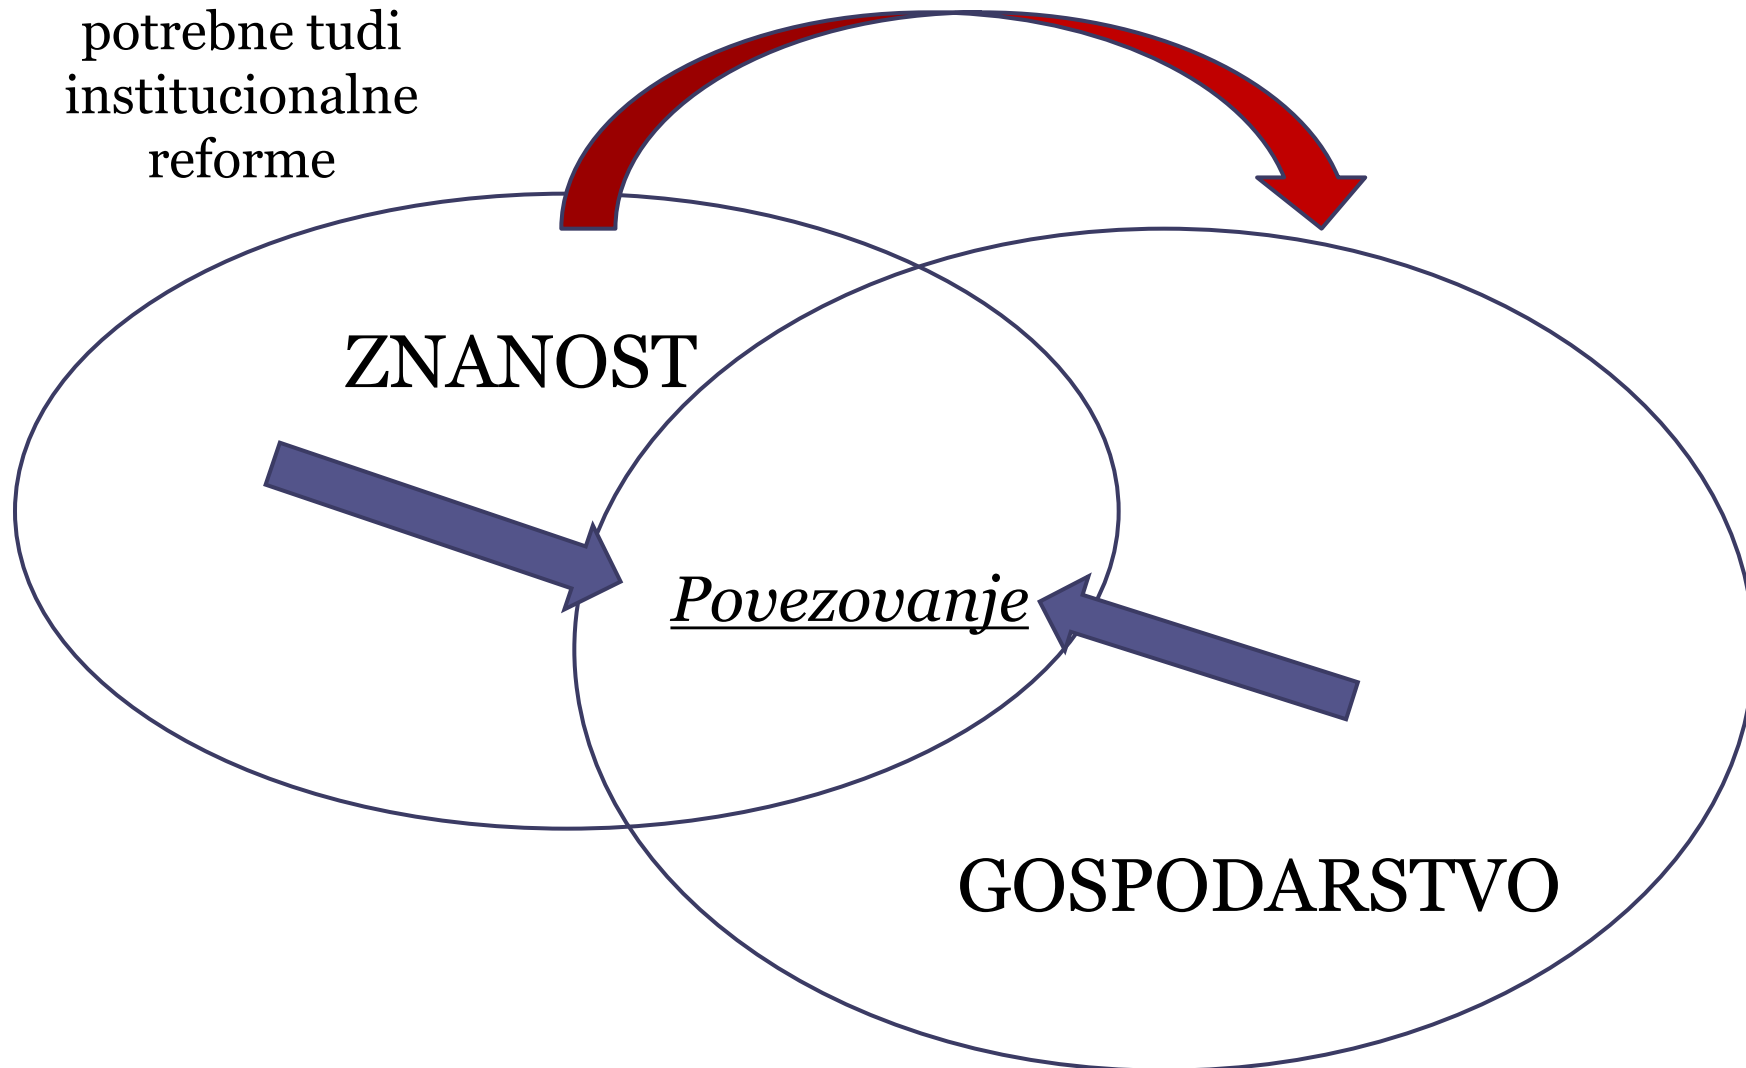 potrebne tudi
institucionalne
reforme
ZNANOST
Povezovanje
GOSPODARSTVO